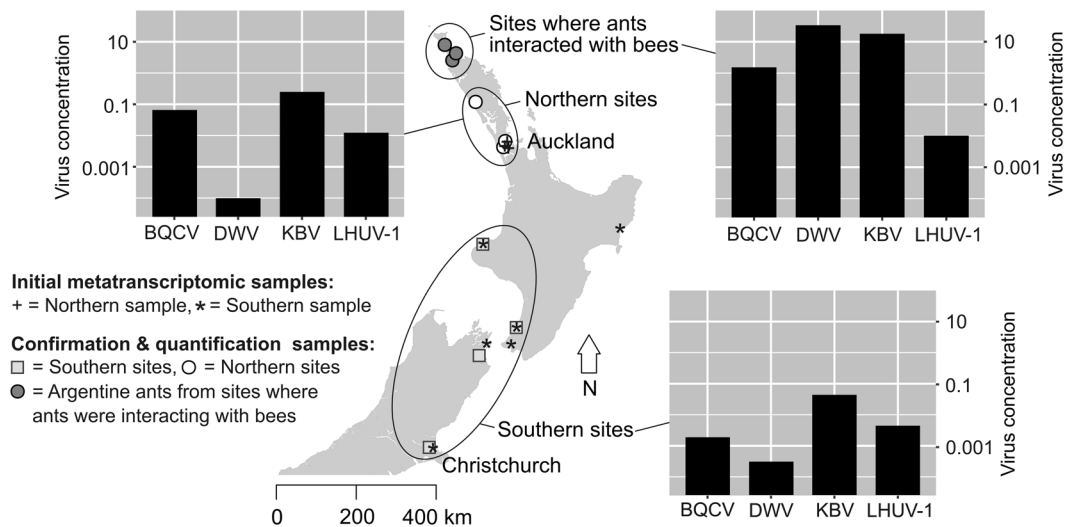 Sites where ants
interacted with bees
Northern sites
Auckland
Virus concentration
10
0.1
0.001
BQCV DWV KBV LHUV-1
Virus concentration
10
0.1
0.001
BQCV DWV KBV LHUV-1
Initial metatranscriptomic samples:
+ = Northern sample, * = Southern sample
Confirmation & quantification samples:
= Southern sites, = Northern sites
= Argentine ants from sites where
ants were interacting with bees
N
Southern sites
Christchurch
0 200 400 km
Virus concentration
10
0.1
0.001
BQCV DWV KBV LHUV-1